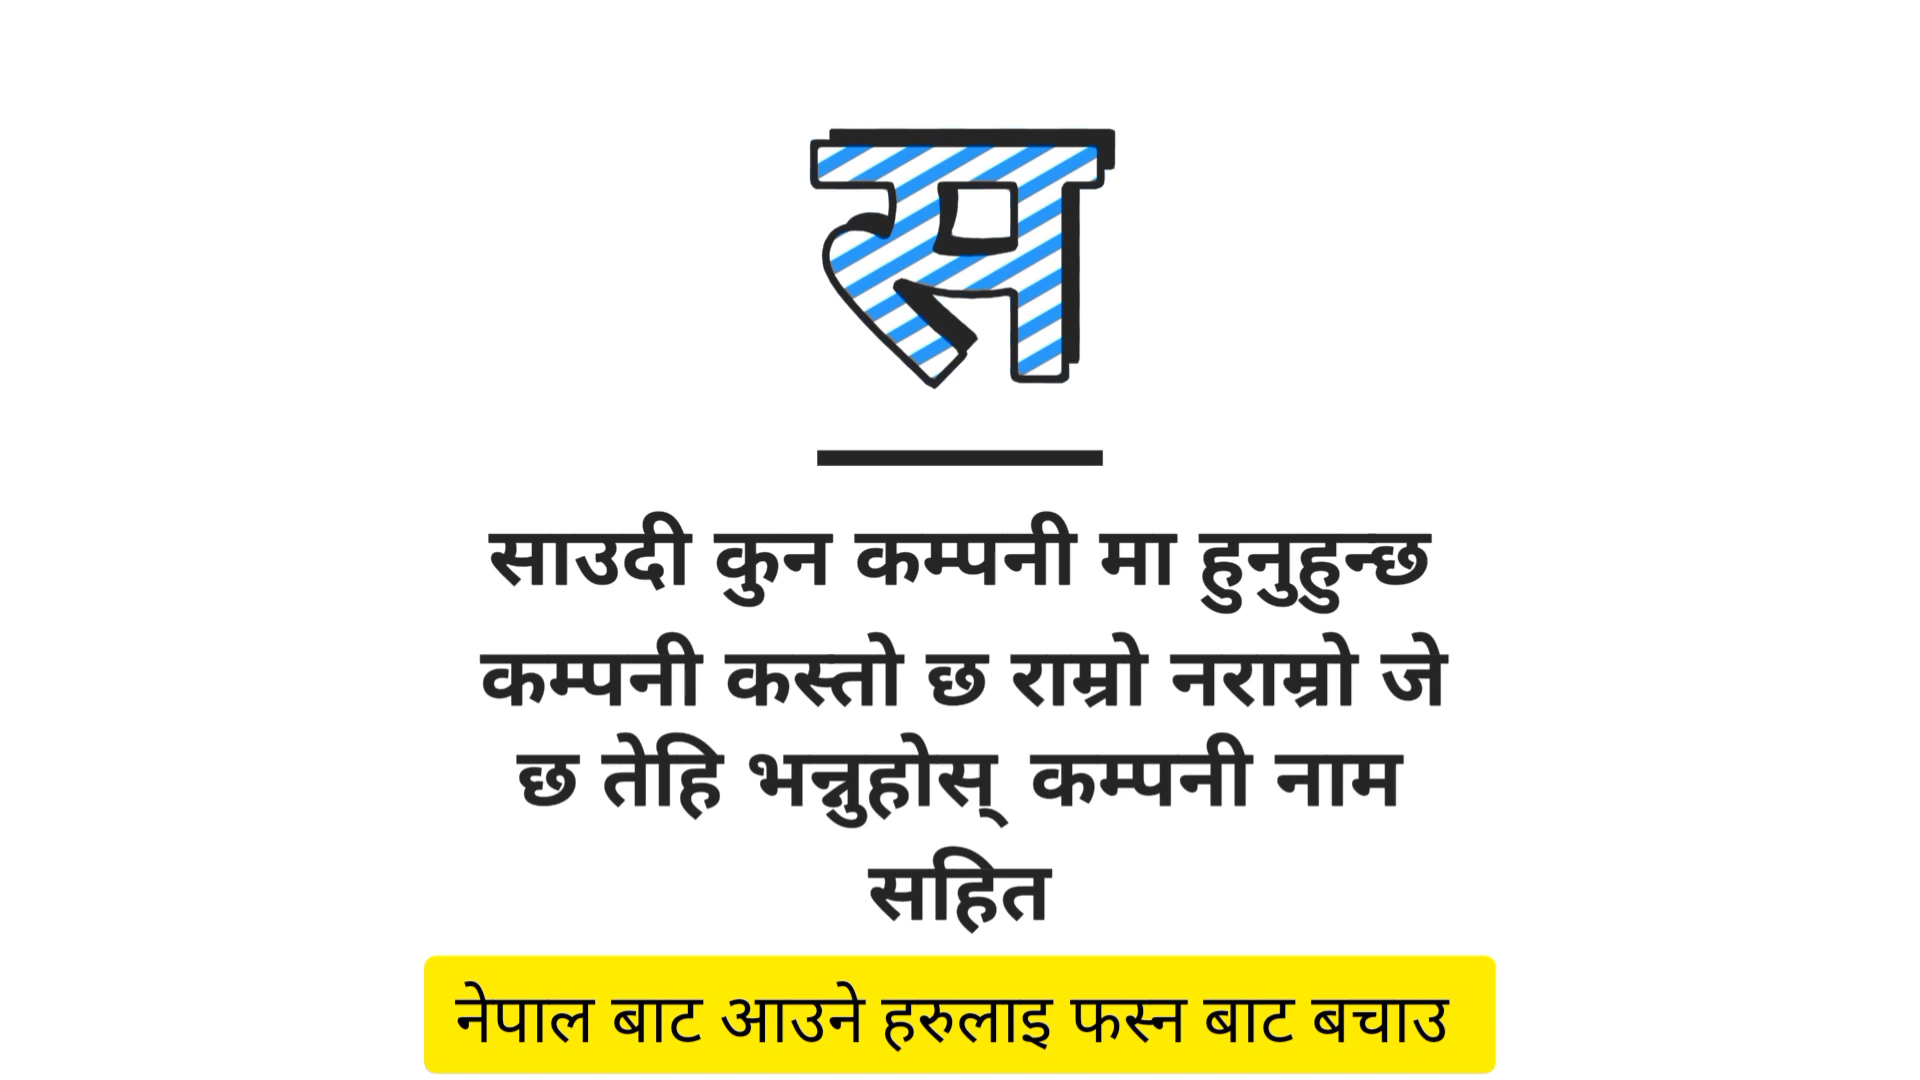 स
साउदी कुन कम्पनी मा हुनुहुन्छ
कम्पनी कस्तो छ राम्रो नराम्रो जे
छ तेहि भन्नुहोस् कम्पनी नाम
सहित
नेपाल बाट आउने हरुलाइ फस्न बाट बचाउ